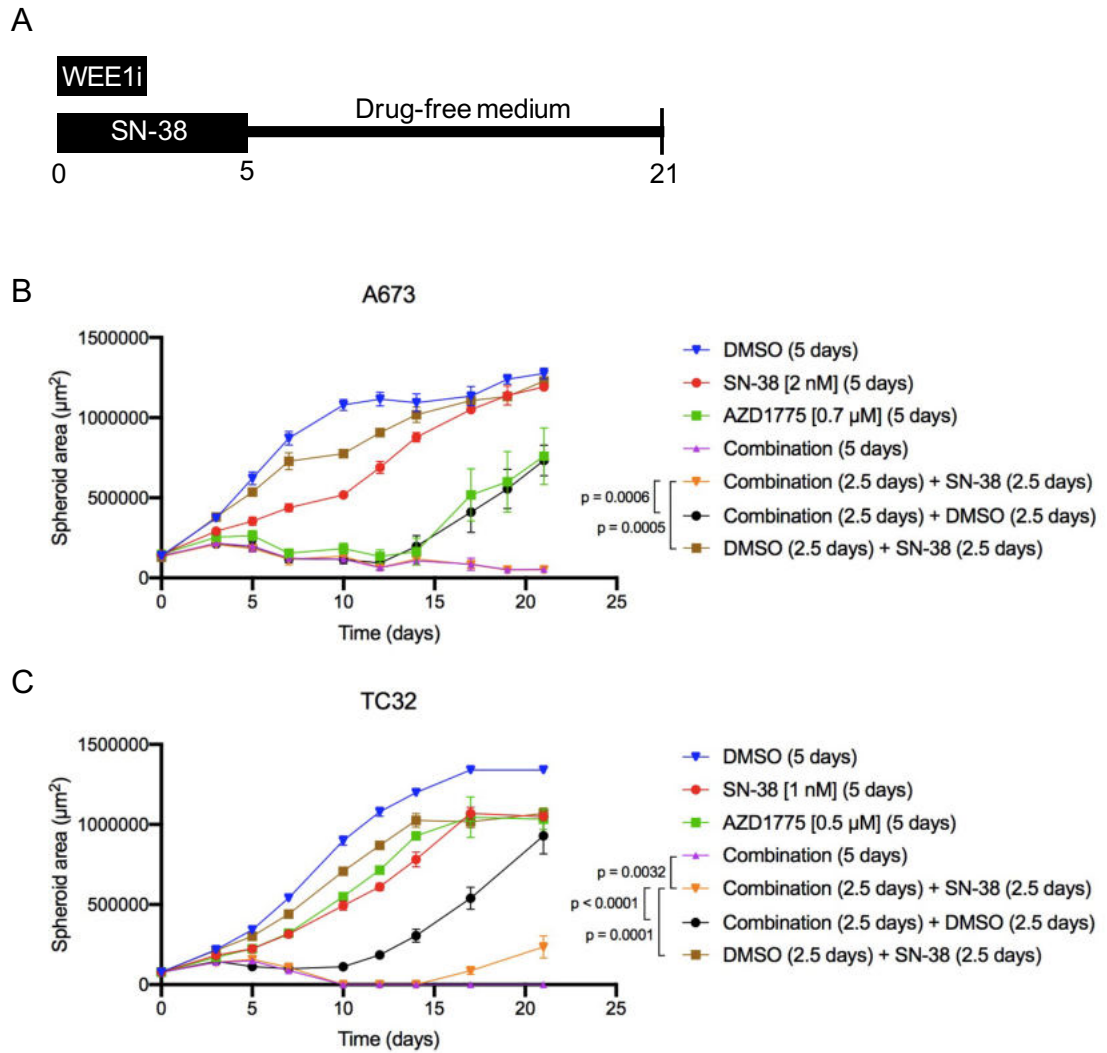 A
WEE1i
SN-38
Drug-free medium
0
5
21
B
A673
1500000
1000000
500000
0
Spheroid area (µm²)
0 5 10 15 20 25
Time (days)
DMSO (5 days)
SN-38 [2 nM] (5 days)
AZD1775 [0.7 µM] (5 days)
Combination (5 days)
Combination (2.5 days) + SN-38 (2.5 days)
Combination (2.5 days) + DMSO (2.5 days)
DMSO (2.5 days) + SN-38 (2.5 days)
p = 0.0006
p = 0.0005
C
TC32
1500000
1000000
500000
0
Spheroid area (µm²)
0 5 10 15 20 25
Time (days)
DMSO (5 days)
SN-38 [1 nM] (5 days)
AZD1775 [0.5 µM] (5 days)
Combination (5 days)
Combination (2.5 days) + SN-38 (2.5 days)
Combination (2.5 days) + DMSO (2.5 days)
DMSO (2.5 days) + SN-38 (2.5 days)
p = 0.0032
p < 0.0001
p = 0.0001